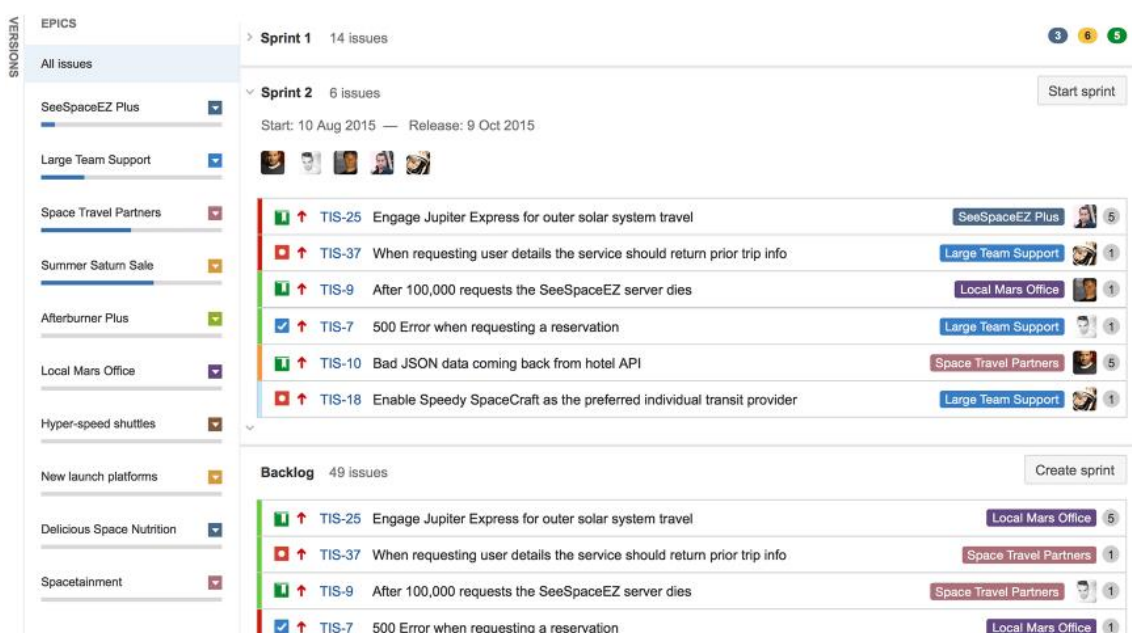 VERSIONS
EPICS
All issues
SeeSpaceEZ Plus
Large Team Support
Space Travel Partners
Summer Saturn Sale
Afterburner Plus
Local Mars Office
Hyper-speed shuttles
New launch platforms
Delicious Space Nutrition
Spacetainment
Sprint 1 14 issues 3 6 5
Sprint 2 6 issues Start sprint
Start: 10 Aug 2015 — Release: 9 Oct 2015
TIS-25 Engage Jupiter Express for outer solar system travel SeeSpaceEZ Plus 5
TIS-37 When requesting user details the service should return prior trip info Large Team Support 1
TIS-9 After 100,000 requests the SeeSpaceEZ server dies Local Mars Office 1
TIS-7 500 Error when requesting a reservation Large Team Support 1
TIS-10 Bad JSON data coming back from hotel API Space Travel Partners 5
TIS-18 Enable Speedy SpaceCraft as the preferred individual transit provider Large Team Support 1
Backlog 49 issues Create sprint
TIS-25 Engage Jupiter Express for outer solar system travel Local Mars Office 5
TIS-37 When requesting user details the service should return prior trip info Space Travel Partners 1
TIS-9 After 100,000 requests the SeeSpaceEZ server dies Space Travel Partners 1
TIS-7 500 Error when requesting a reservation Local Mars Office 1